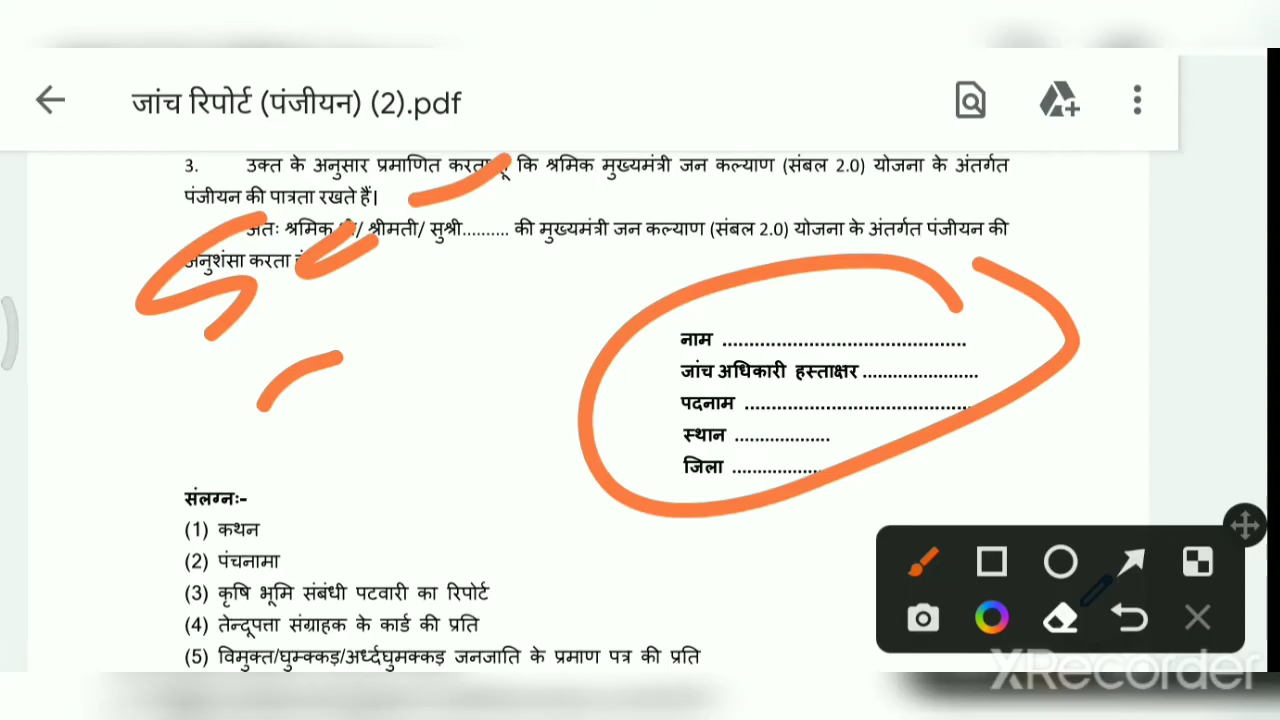 जांच रिपोर्ट (पंजीयन) (2).pdf
3. उक्त के अनुसार प्रमाणित करता हूँ कि श्रमिक मुख्यमंत्री जन कल्याण (संबल 2.0) योजना के अंतर्गत
पंजीयन की पात्रता रखते हैं।
अतः श्रमिक श्री/ श्रीमती/ सुश्री.......... की मुख्यमंत्री जन कल्याण (संबल 2.0) योजना के अंतर्गत पंजीयन की
अनुशंसा करता
नाम .............................................
जांच अधिकारी हस्ताक्षर ......................
पदनाम ..........................................
स्थान ...................
जिला ................
संलग्नः-
(1) कथन
(2) पंचनामा
(3) कृषि भूमि संबंधी पटवारी का रिपोर्ट
(4) तेन्दूपत्ता संग्राहक के कार्ड की प्रति
(5) विमुक्त/घुम्क्कड़/अर्ध्दघुमक्कड़ जनजाति के प्रमाण पत्र की प्रति
XRecorder